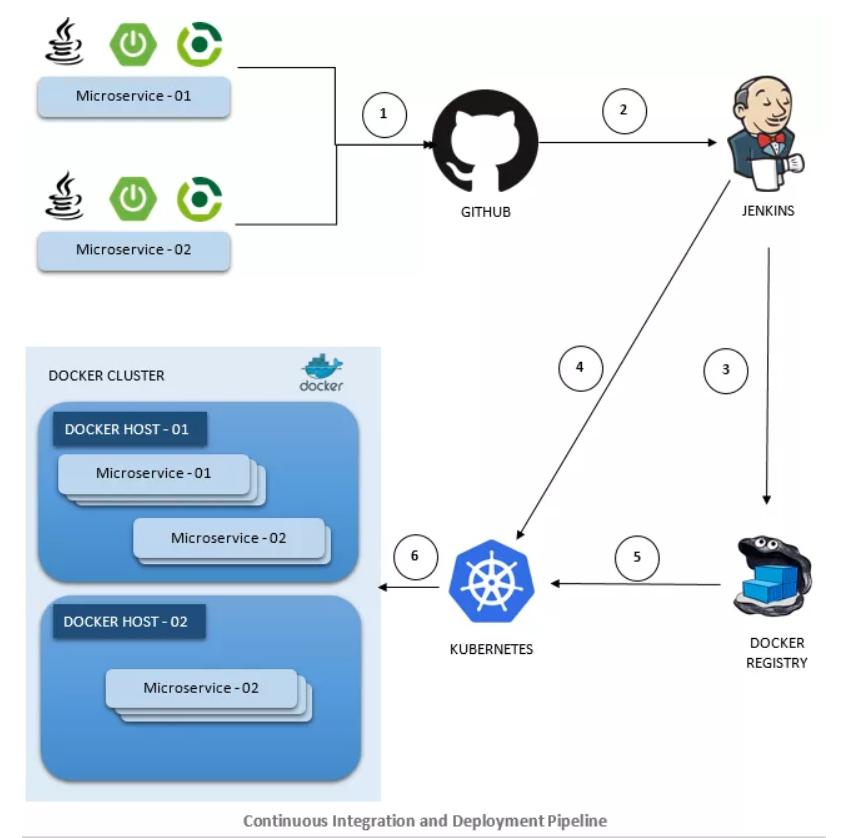 Microservice - 01
1
2
GITHUB
JENKINS
Microservice - 02
4
3
DOCKER CLUSTER
docker
DOCKER HOST - 01
Microservice - 01
Microservice - 02
6
5
KUBERNETES
DOCKER
REGISTRY
DOCKER HOST - 02
Microservice - 02
Continuous Integration and Deployment Pipeline